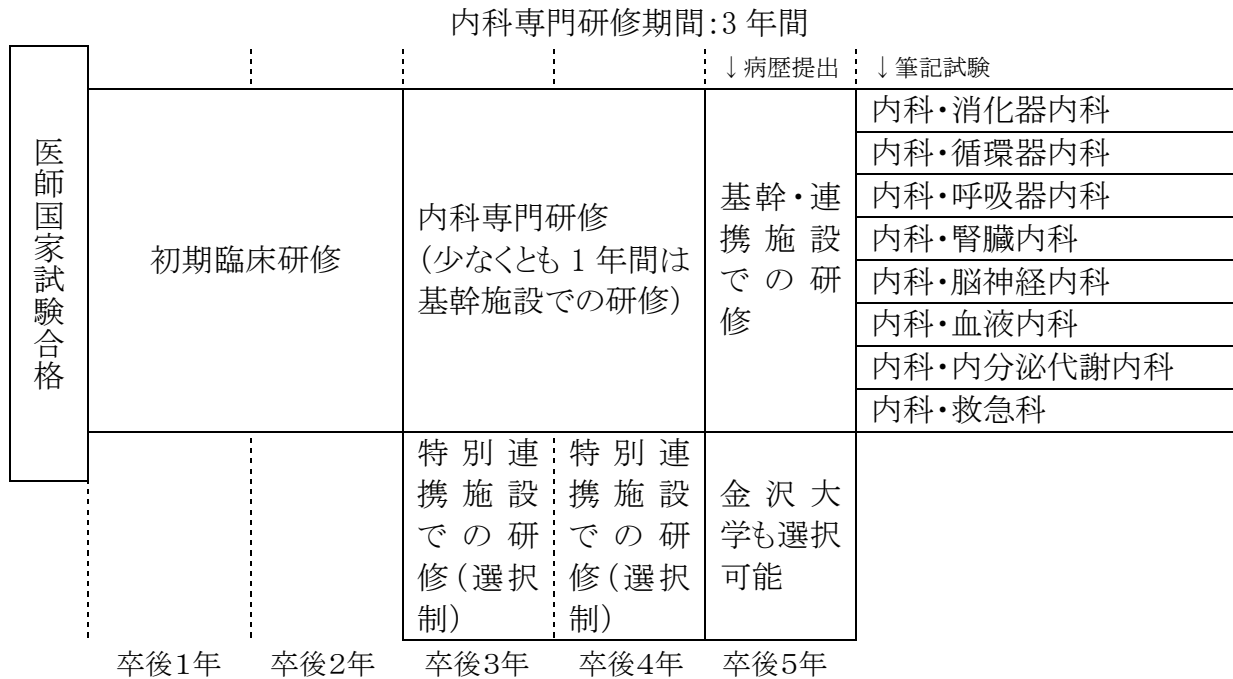 内科専門研修期間:3 年間
↓病歴提出
↓筆記試験
医師国家試験合格
初期臨床研修
内科専門研修
(少なくとも 1 年間は
基幹施設での研修)
基幹・連
携施設
での研
修
内科・消化器内科
内科・循環器内科
内科・呼吸器内科
内科・腎臓内科
内科・脳神経内科
内科・血液内科
内科・内分泌代謝内科
内科・救急科
特別連
携施設
での研
修(選択
制)
特別連
携施設
での研
修(選択
制)
金沢大
学も選択
可能
卒後1年
卒後2年
卒後3年
卒後4年
卒後5年